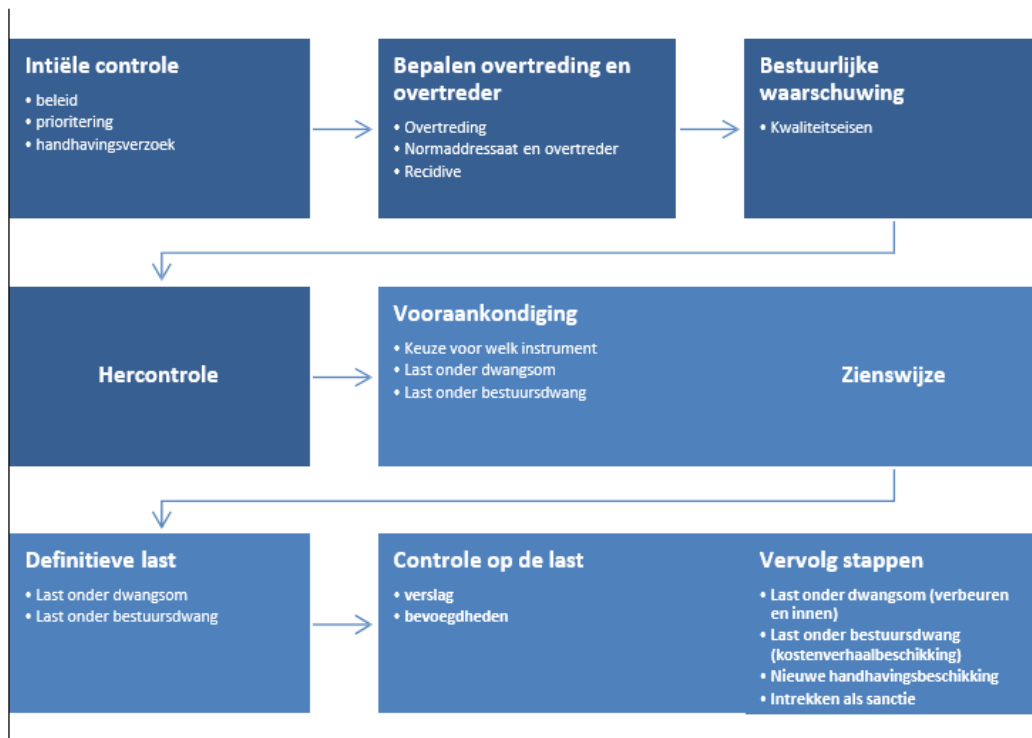 Intiële controle
• beleid
• prioritering
• handhavingsverzoek
Bepalen overtreding en
overtreder
• Overtreding
• Normaddressaat en overtreder
• Recidive
Bestuurlijke
waarschuwing
• Kwaliteitseisen
Hercontrole
Vooraankondiging
• Keuze voor welk instrument
• Last onder dwangsom
• Last onder bestuursdwang
Zienswijze
Definitieve last
• Last onder dwangsom
• Last onder bestuursdwang
Controle op de last
• verslag
• bevoegdheden
Vervolg stappen
• Last onder dwangsom (verbeuren
en innen)
• Last onder bestuursdwang
(kostenverhaalbeschikking)
• Nieuwe handhavingsbeschikking
• Intrekken als sanctie